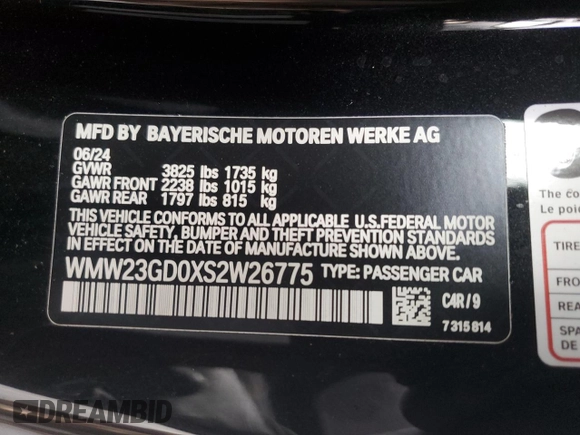 MFD BY BAYERISCHE MOTOREN WERKE AG
06/24
GVWR 3825 lbs 1735 kg
GAWR FRONT 2238 lbs 1015 kg
GAWR REAR 1797 lbs 815 kg
THIS VEHICLE CONFORMS TO ALL APPLICABLE U.S.FEDERAL MOTOR
VEHICLE SAFETY, BUMPER AND THEFT PREVENTION STANDARDS
IN EFFECT ON THE DATE OF MANUFACTURE SHOWN ABOVE.
WMW23GD0XS2W26775 TYPE: PASSENGER CAR
C4R/9
7315814
The co
Le poi
TIRE
FRO
REA
SPA
DE
DREAMBID